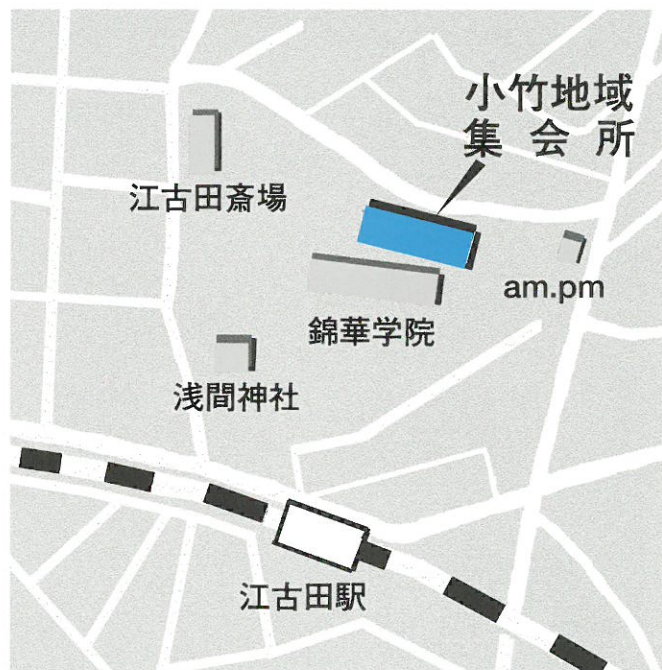 小竹地域
集会所
江古田斎場
am.pm
錦華学院
浅間神社
江古田駅